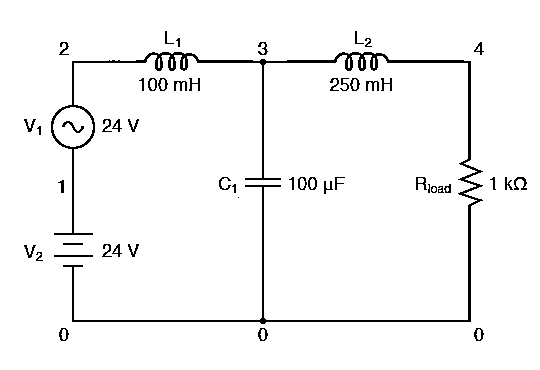 2
L₁
3
L₂
4
100 mH
250 mH
V₁
24 V
1
C₁
100 µF
Rload
1 kΩ
V₂
24 V
0
0
0